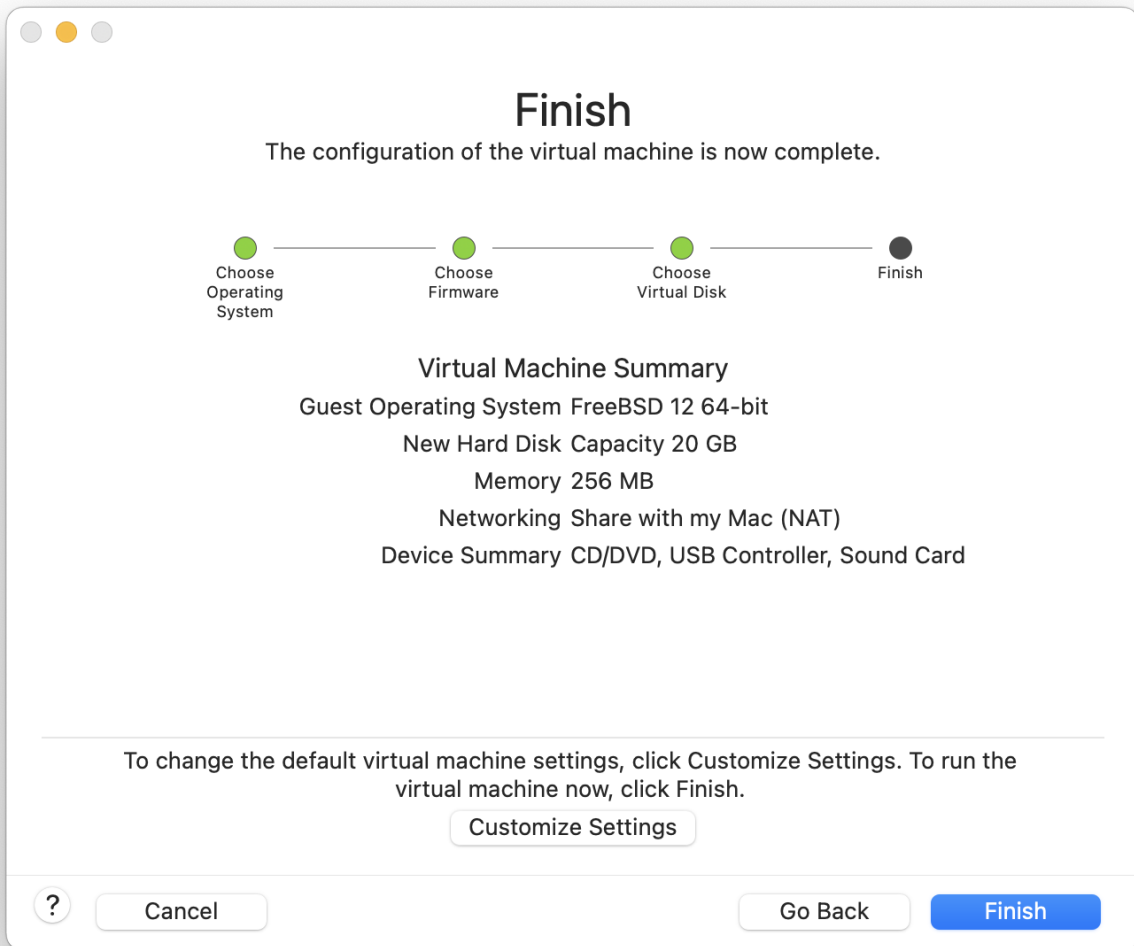 Finish
The configuration of the virtual machine is now complete.
Choose
Operating
System
Choose
Firmware
Choose
Virtual Disk
Finish
Virtual Machine Summary
Guest Operating System FreeBSD 12 64-bit
New Hard Disk Capacity 20 GB
Memory 256 MB
Networking Share with my Mac (NAT)
Device Summary CD/DVD, USB Controller, Sound Card
To change the default virtual machine settings, click Customize Settings. To run the
virtual machine now, click Finish.
Customize Settings
? Cancel Go Back Finish